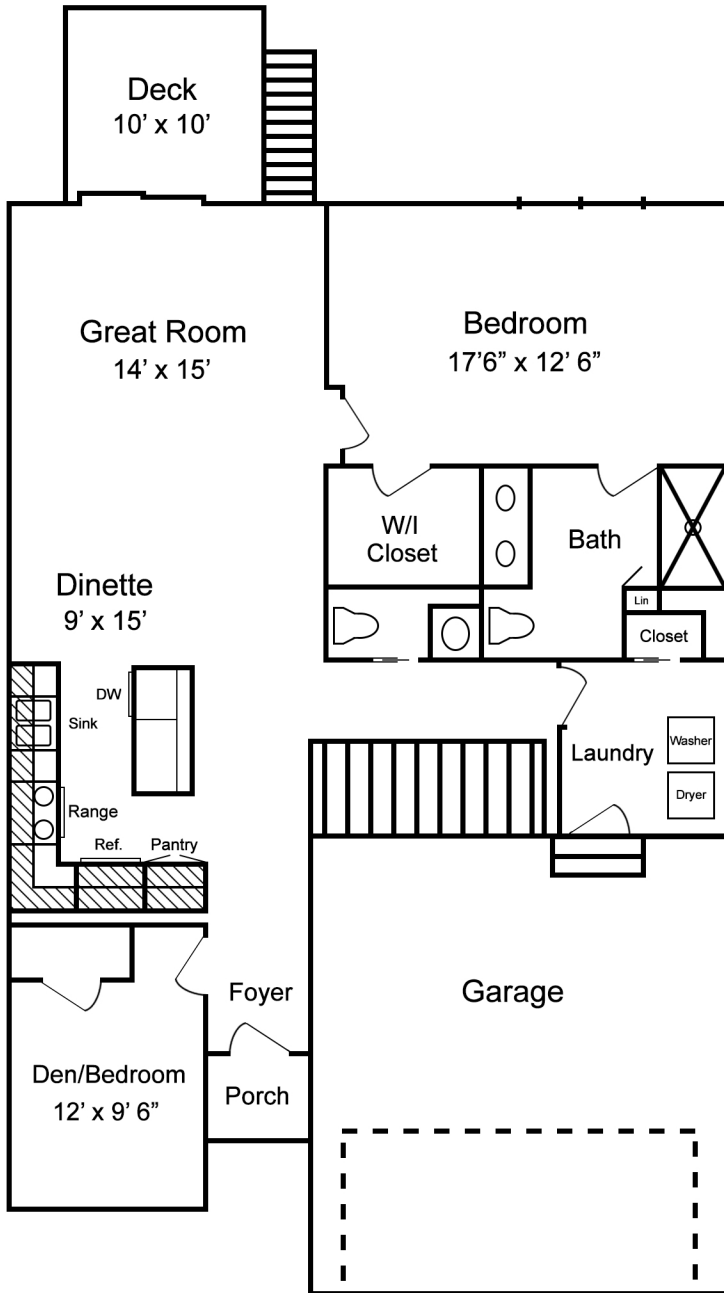 Deck
10’ x 10’
Great Room
14’ x 15’
Bedroom
17’6” x 12’ 6”
W/I
Closet
Bath
Lin
Closet
Dinette
9’ x 15’
DW
Sink
Range
Ref.
Pantry
Laundry
Washer
Dryer
Foyer
Garage
Den/Bedroom
12’ x 9’ 6”
Porch